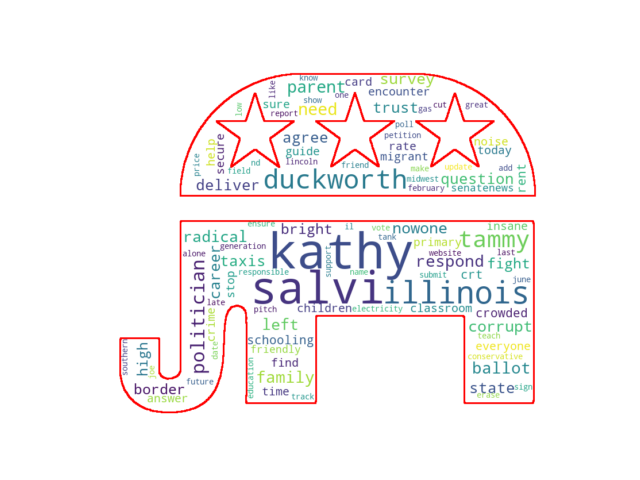 know
like
parent
card
survey
encounter
one
low
sure
show
need
report
trust
gas
cut
great
poll
petition
agree
secure
help
guide
rate
migrant
noise
today
price
nd
lincoln
field
friend
make
update
add
rent
deliver
duckworth
midwest
question
february
senatenews
ensure
bright
il
vote
nowone
insane
radical
generation
kathy
tank
primary
tammy
alone
career
taxis
support
website
last
respond
fight
stop
responsible
name
submit
crt
june
politician
salvi
illinois
late
pitch
children
electricity
classroom
crowded
crime
left
corrupt
teach
southern
high
joe
date
schooling
friendly
everyone
conservative
find
ballot
future
education
family
border
time
track
state
sign
answer
erase